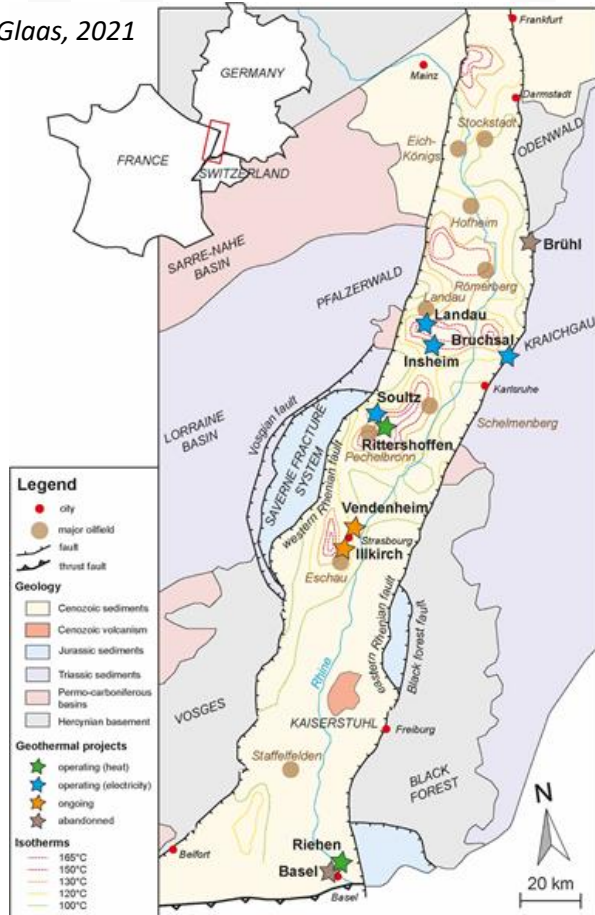 Glaas, 2021
GERMANY
FRANCE
SWITZERLAND
Frankfurt
Mainz
Darmstadt
Stockstadt
Eich-
Königs
ODENWALD
Hofheim
SARRE-NAHE
BASIN
Brühl
PFALZERWALD
Römerberg
Landau
Landau
Bruchsal
KRAICHGAU
Insheim
Karlsruhe
Soultz
LORRAINE
BASIN
Vosgian fault
SAVERNE FRACTURE
SYSTEM
western Rhenian fault
Schelmenberg
Rittershoffen
Pechelbronn
Vendenheim
Strasbourg
Illkirch
Eschau
eastern Rhenian fault
Black forest fault
Rhine
VOSGES
KAISERSTUHL
Freiburg
Staffelfelden
BLACK
FOREST
Belfort
Riehen
Basel
Basel
N
20 km
Legend
city
major oilfield
fault
thrust fault
Geology
Cenozoic sediments
Cenozoic volcanism
Jurassic sediments
Triassic sediments
Permo-carboniferous
basins
Hercynian basement
Geothermal projects
operating (heat)
operating (electricity)
ongoing
abandonned
Isotherms
165°C
150°C
130°C
120°C
100°C